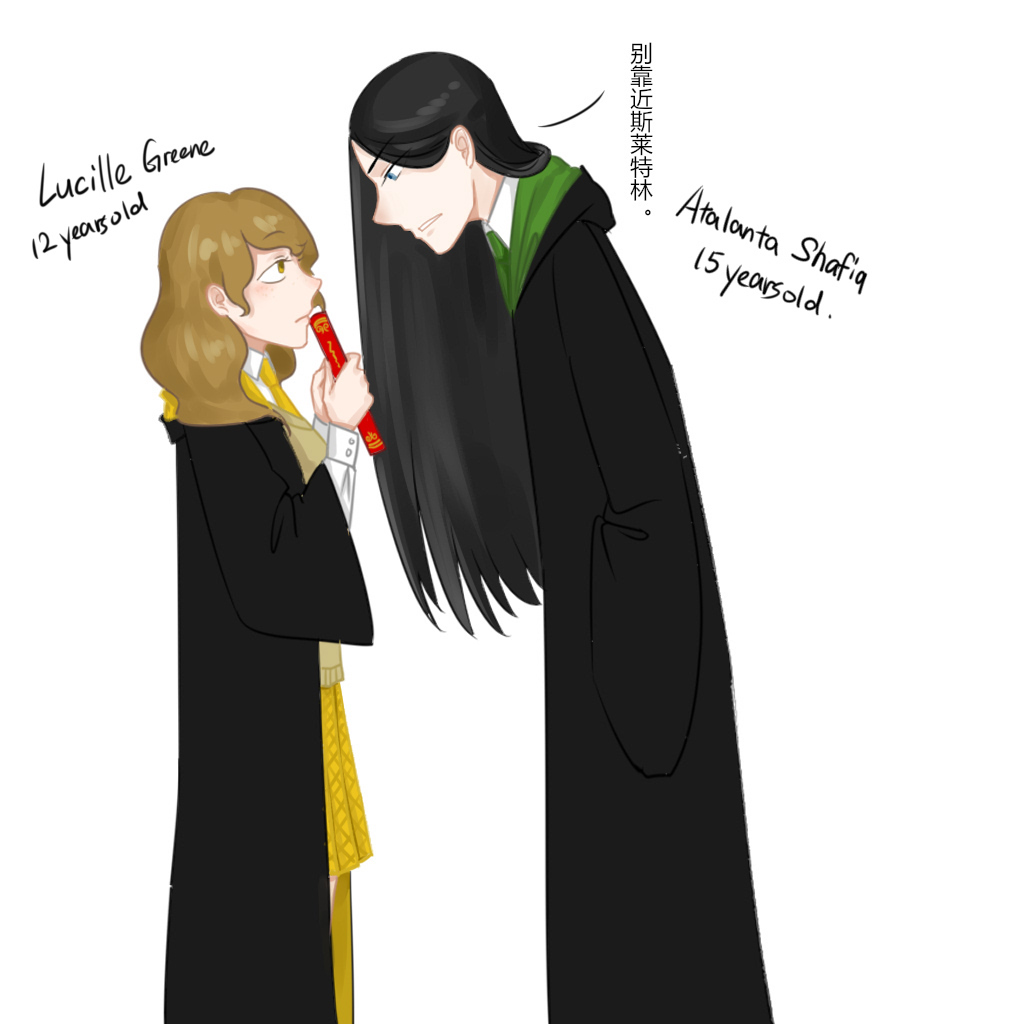 Lucille Greene
12 years old
别靠近斯莱特林。
Atalanta Shafiq
15 years old.